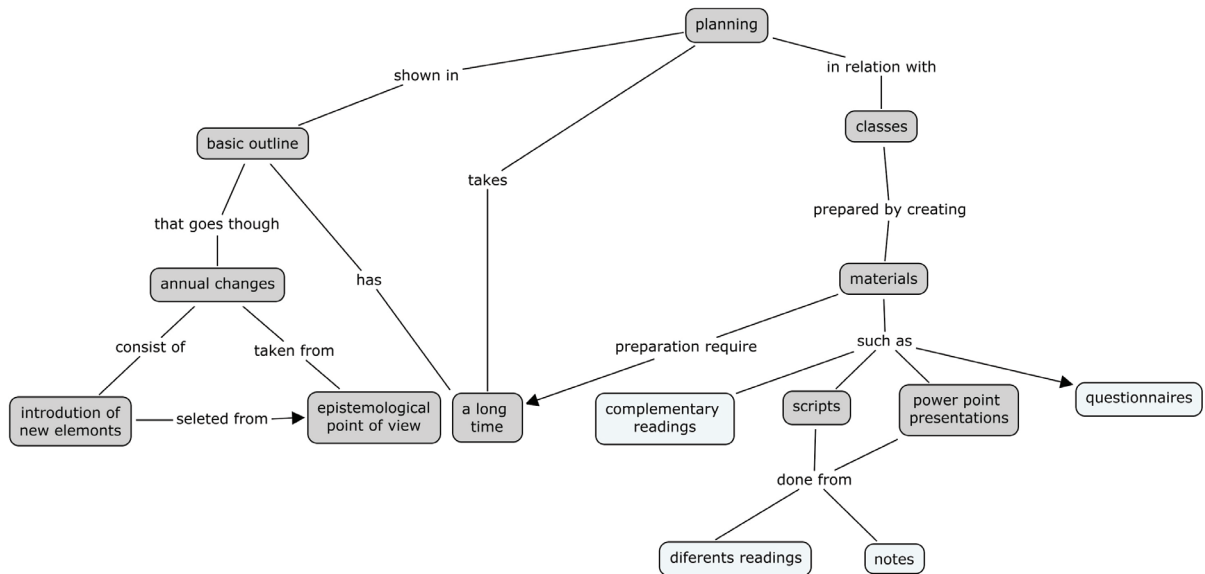 planning
shown in
in relation with
basic outline
classes
takes
that goes though
prepared by creating
annual changes
has
materials
consist of
taken from
preparation require
such as
introdution of
new elemonts
seleted from
epistemological
point of view
a long
time
complementary
readings
scripts
power point
presentations
questionnaires
done from
diferents readings
notes